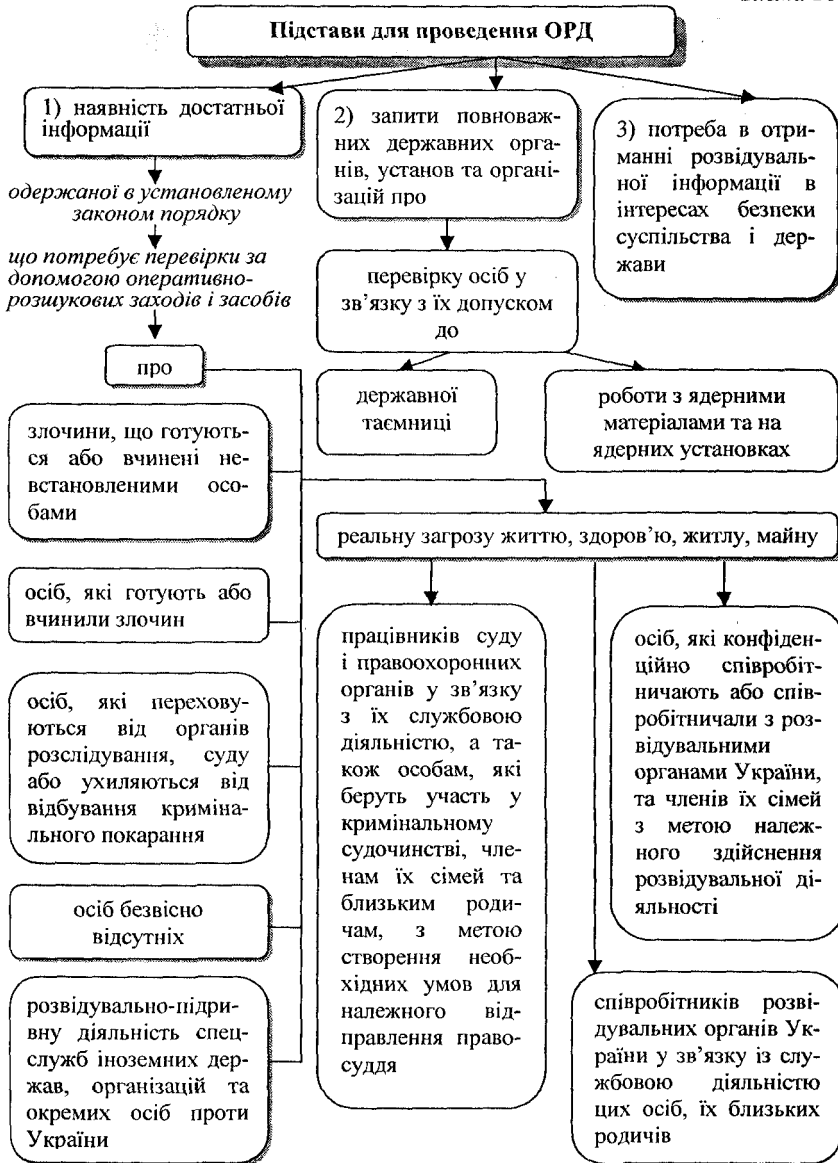 Підстави для проведення ОРД
1) наявність достатньої
інформації
одержаної в установленому
законом порядку
що потребує перевірки за
допомогою оперативно-
розшукових заходів і засобів
про
злочини, що готують-
ся або вчинені не-
встановленими осо-
бами
осіб, які готують або
вчинили злочин
осіб, які перехову-
ються від органів
розслідування, суду
або ухиляються від
відбування криміна-
льного покарання
осіб безвісно
відсутніх
розвідувально-підри-
вну діяльність спец-
служб іноземних дер-
жав, організацій та
окремих осіб проти
України
2) запити повноваж-
них державних орга-
нів, установ та органі-
зацій про
перевірку осіб у
зв’язку з їх допуском
до
державної
таємниці
роботи з ядерними
матеріалами та на
ядерних установках
3) потреба в отри-
манні розвідуваль-
ної інформації в
інтересах безпеки
суспільства і дер-
жави
реальну загрозу життю, здоров’ю, житлу, майну
працівників суду
і правоохоронних
органів у зв’язку
з їх службовою
діяльністю, а та-
кож особам, які
беруть участь у
кримінальному
судочинстві, чле-
нам їх сімей та
близьким роди-
чам, з метою
створення необ-
хідних умов для
належного від-
правлення право-
суддя
осіб, які конфіден-
ційно співробіт-
ничають або спів-
робітничали з роз-
відувальними
органами України,
та членів їх сімей
з метою належ-
ного здійснення
розвідувальної ді-
яльності
співробітників розві-
дувальних органів Ук-
раїни у зв’язку із слу-
жбовою діяльністю
цих осіб, їх близьких
родичів